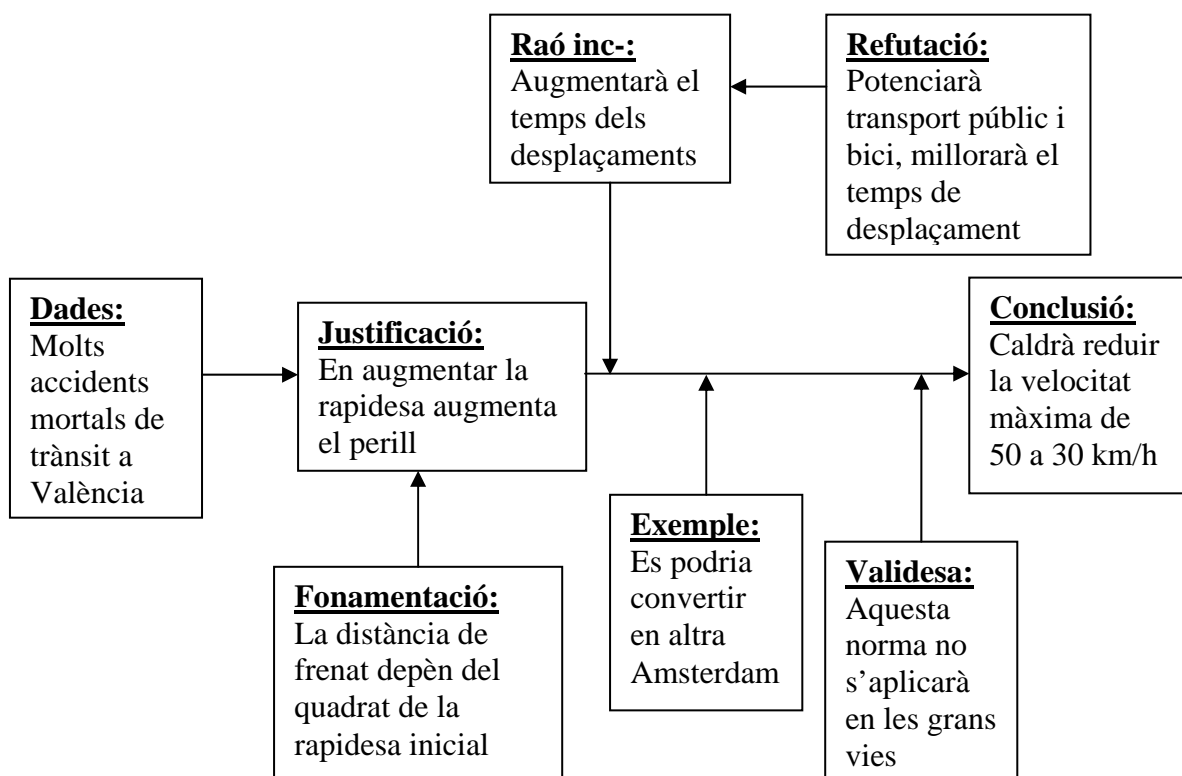 Raó inc-:
Augmentarà el
temps dels
desplaçaments
Refutació:
Potenciarà
transport públic i
bici, millorarà el
temps de
desplaçament
Dades:
Molts
accidents
mortals de
trànsit a
València
Justificació:
En augmentar la
rapidesa augmenta
el perill
Conclusió:
Caldrà reduir
la velocitat
màxima de
50 a 30 km/h
Fonamentació:
La distància de
frenat depèn del
quadrat de la
rapidesa inicial
Exemple:
Es podria
convertir
en altra
Amsterdam
Validesa:
Aquesta
norma no
s’aplicarà
en les grans
vies